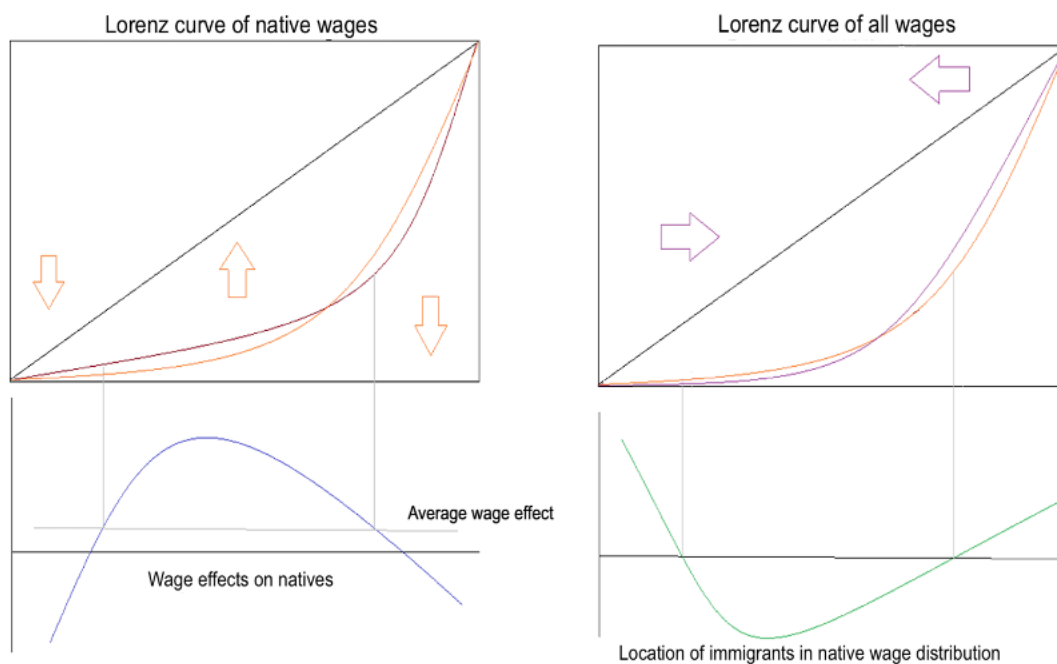 Lorenz curve of native wages
Lorenz curve of all wages
Average wage effect
Wage effects on natives
Location of immigrants in native wage distribution